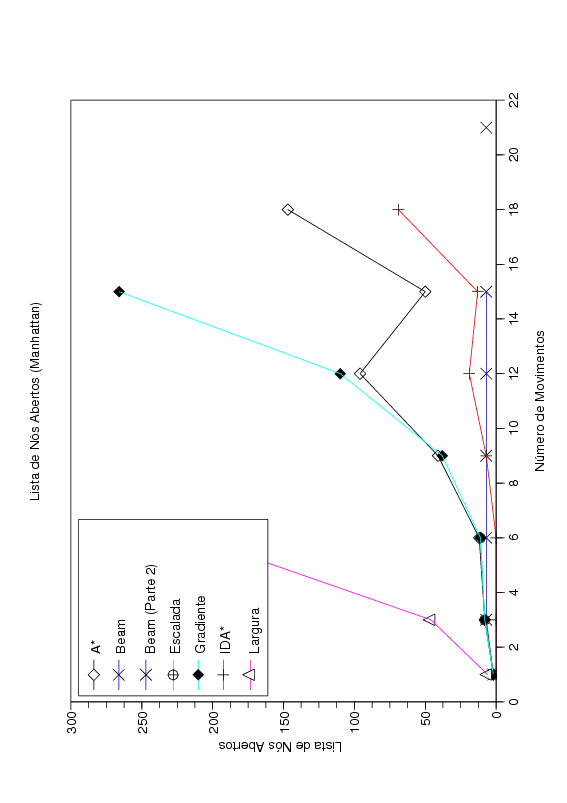 Lista de Nós Abertos (Manhattan)
Lista de Nós Abertos
300
250
200
150
100
50
0
A*
Beam
Beam (Parte 2)
Escalada
Gradiente
IDA*
Largura
0
2
4
6
8
10
12
14
16
18
20
22
Número de Movimentos